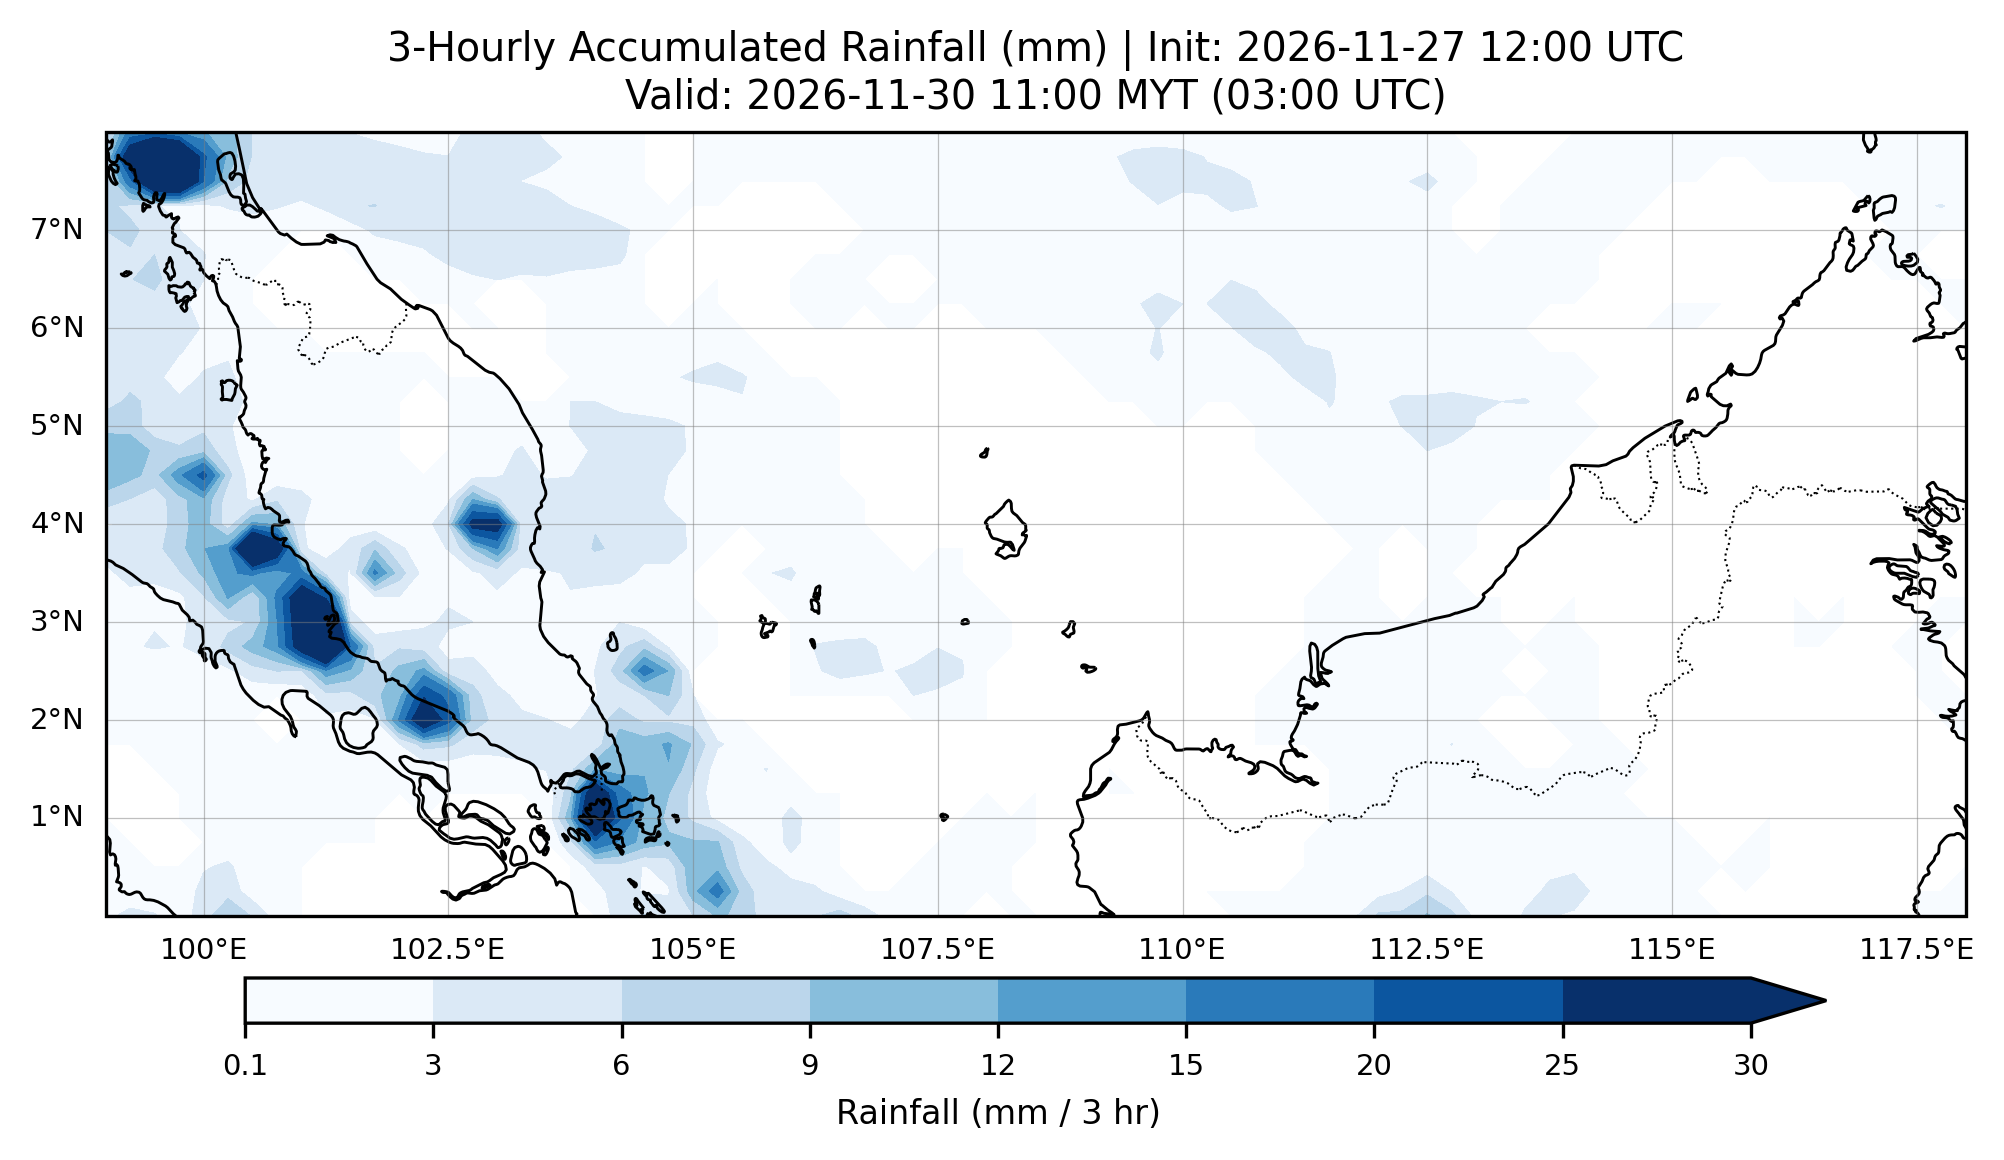 3-Hourly Accumulated Rainfall (mm) | Init: 2026-11-27 12:00 UTC
Valid: 2026-11-30 11:00 MYT (03:00 UTC)
7°N
6°N
5°N
4°N
3°N
2°N
1°N
100°E 102.5°E 105°E 107.5°E 110°E 112.5°E 115°E 117.5°E
0.1 3 6 9 12 15 20 25 30
Rainfall (mm / 3 hr)